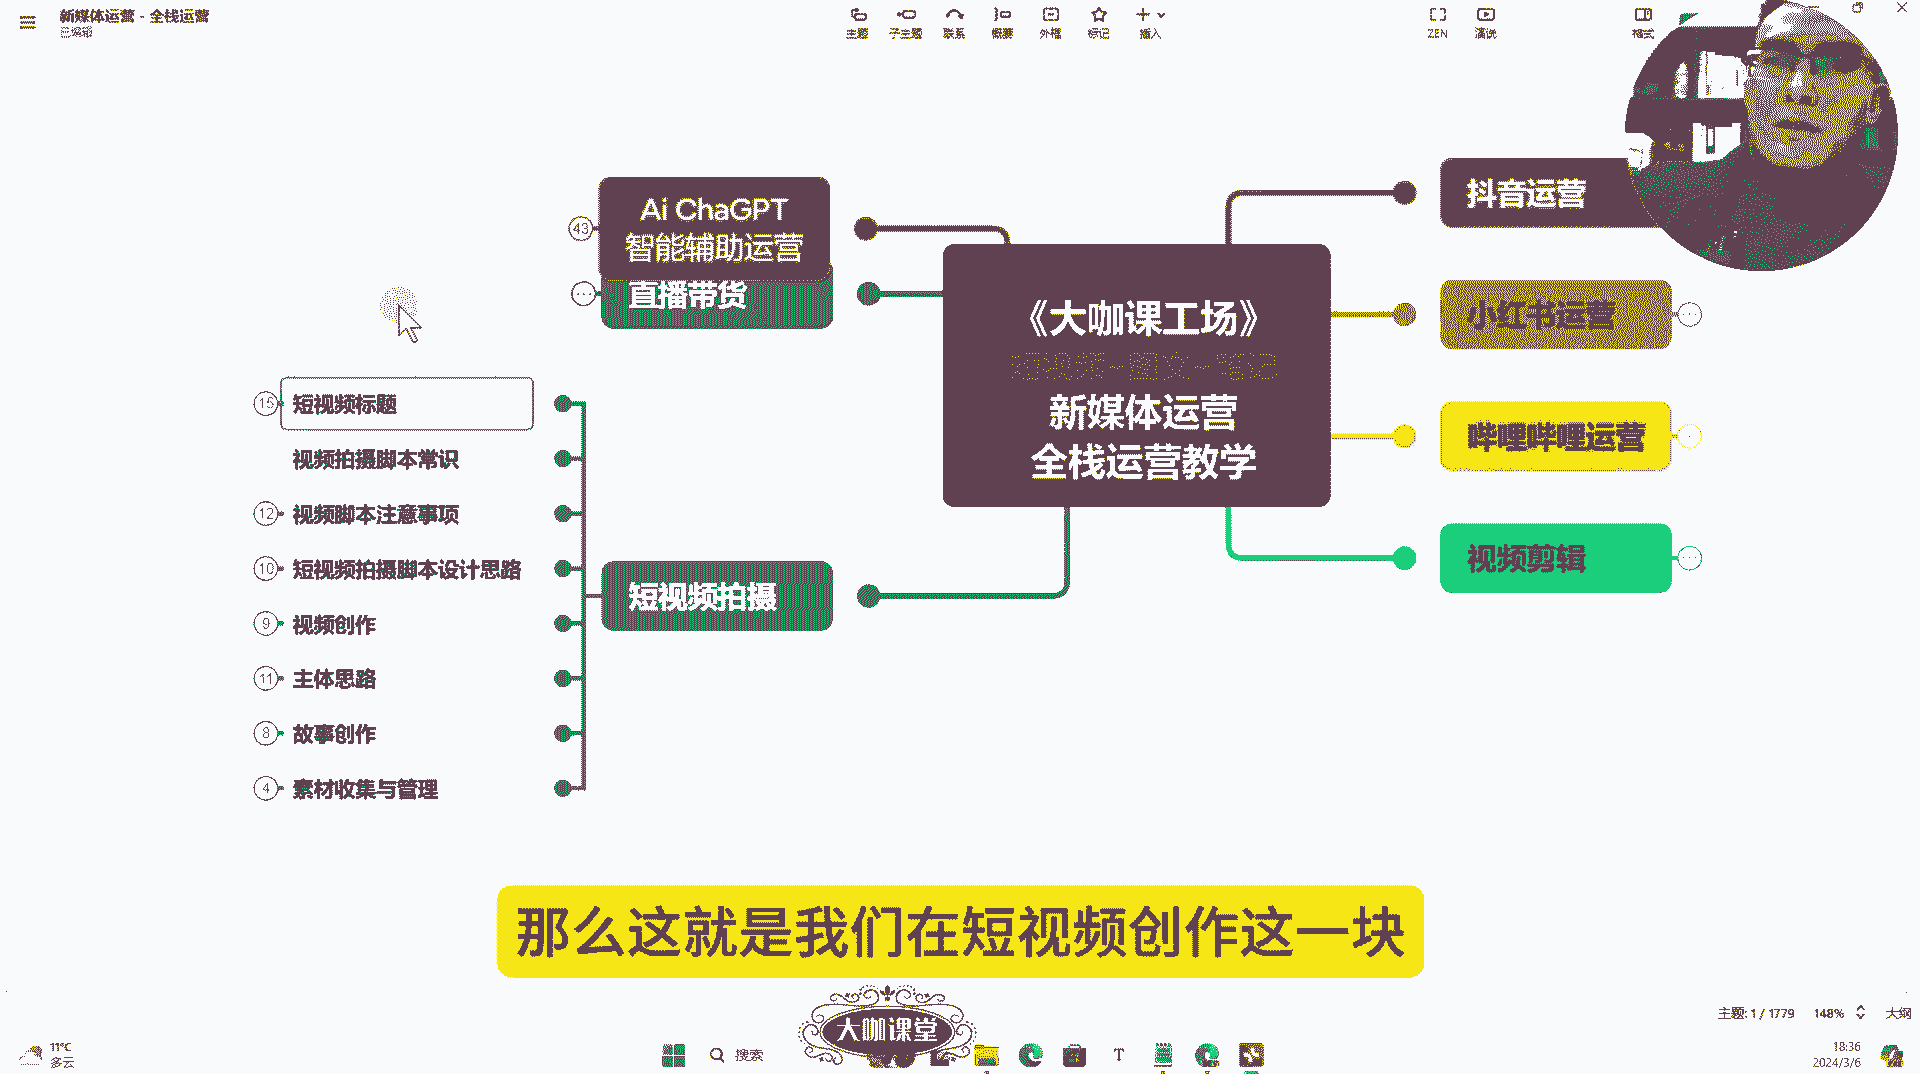 新媒体运营 - 全栈运营
已编辑
主题
子主题
联系
概要
外框
标记
插入
ZEN
演说
格式
Ai ChaGPT
智能辅助运营
43
直播带货
《大咖课工场》
新媒体运营
全栈运营教学
抖音运营
小红书运营
哔哩哔哩运营
视频剪辑
短视频拍摄
15
短视频标题
视频拍摄脚本常识
12
视频脚本注意事项
10
短视频拍摄脚本设计思路
9
视频创作
11
主体思路
8
故事创作
4
素材收集与管理
那么这就是我们在短视频创作这一块
大咖课堂
主题: 1 / 1779
148%
大纲
11°C
多云
搜索
18:36
2024/3/6